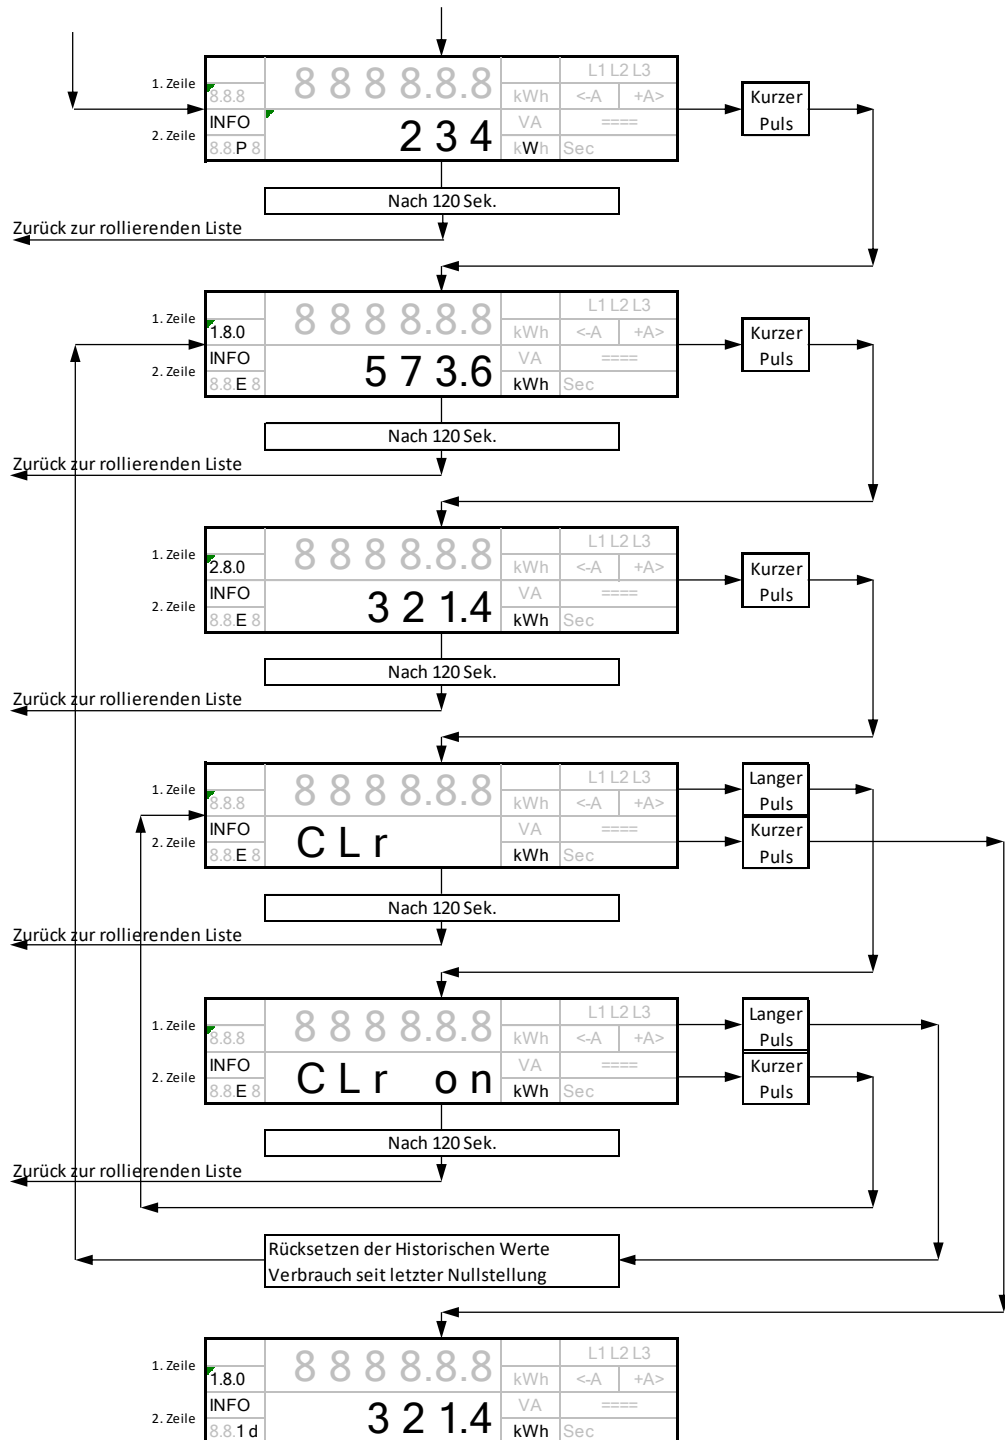 L1 L2 L3
1. Zeile 8.8.8 8 8 8 8.8.8 kWh <-A +A>
Kurzer
Puls
INFO VA ====
2. Zeile 8.8.P 8 2 3 4 kWh Sec
Nach 120 Sek.
Zurück zur rollierenden Liste
L1 L2 L3
1. Zeile 1.8.0 8 8 8 8.8.8 kWh <-A +A>
Kurzer
Puls
INFO VA ====
2. Zeile 8.8.E 8 5 7 3.6 kWh Sec
Nach 120 Sek.
Zurück zur rollierenden Liste
L1 L2 L3
1. Zeile 2.8.0 8 8 8 8.8.8 kWh <-A +A>
Kurzer
Puls
INFO VA ====
2. Zeile 8.8.E 8 3 2 1.4 kWh Sec
Nach 120 Sek.
Zurück zur rollierenden Liste
L1 L2 L3
1. Zeile 8.8.8 8 8 8 8.8.8 kWh <-A +A>
Langer
Puls
INFO VA ====
2. Zeile 8.8.E 8 C L r kWh Sec
Kurzer
Puls
Nach 120 Sek.
Zurück zur rollierenden Liste
L1 L2 L3
1. Zeile 8.8.8 8 8 8 8.8.8 kWh <-A +A>
Langer
Puls
INFO VA ====
2. Zeile 8.8.E 8 C L r o n kWh Sec
Kurzer
Puls
Nach 120 Sek.
Zurück zur rollierenden Liste
Rücksetzen der Historischen Werte
Verbrauch seit letzter Nullstellung
L1 L2 L3
1. Zeile 1.8.0 8 8 8 8.8.8 kWh <-A +A>
INFO VA ====
2. Zeile 8.8.1 d 3 2 1.4 kWh Sec